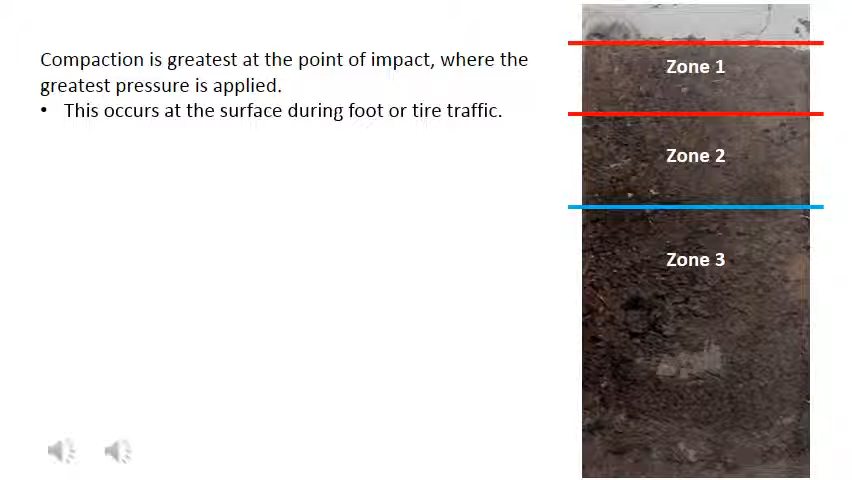 Compaction is greatest at the point of impact, where the
greatest pressure is applied.
• This occurs at the surface during foot or tire traffic.
Zone 1
Zone 2
Zone 3